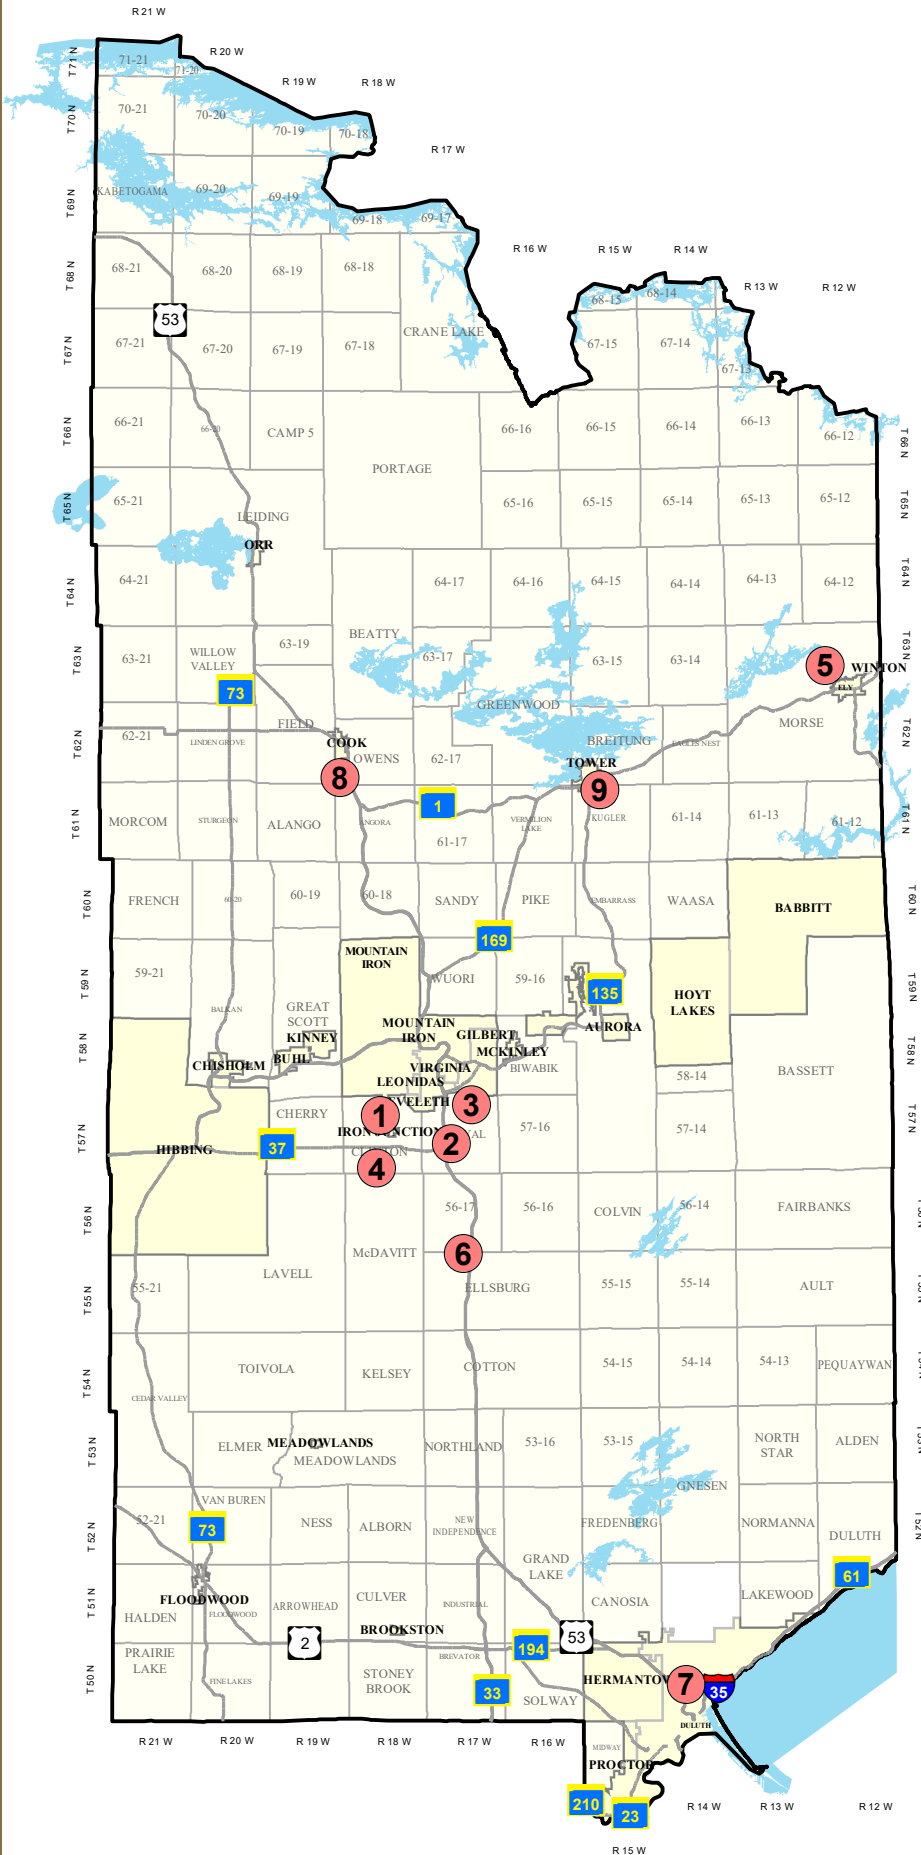 R 21 W
R 20 W
R 19 W
R 18 W
R 17 W
R 16 W
R 15 W
R 14 W
R 13 W
R 12 W
T 71 N
71-21
71-20
T 70 N
70-21
70-20
70-19
70-18
T 69 N
KABETOGAMA
69-20
69-19
69-18
69-17
T 68 N
68-21
68-20
68-19
68-18
68-15
68-14
53
T 67 N
67-21
67-20
67-19
67-18
CRANE LAKE
67-15
67-14
67-13
T 66 N
66-21
66-20
CAMP 5
PORTAGE
66-16
66-15
66-14
66-13
66-12
T 66 N
T 65 N
65-21
LEIDING
65-16
65-15
65-14
65-13
65-12
T 65 N
ORR
T 64 N
64-21
64-17
64-16
64-15
64-14
64-13
64-12
T 64 N
T 63 N
63-21
WILLOW
VALLEY
63-19
BEATTY
63-17
63-15
63-14
5
WINTON
ELY
T 63 N
73
GREENWOOD
T 62 N
62-21
LINDEN GROVE
FIELD
COOK
OWENS
62-17
BREITUNG
EAGLES NEST
MORSE
T 62 N
8
TOWER
9
T 61 N
MORCOM
STURGEON
ALANGO
ANGORA
1
61-17
VERMILION
LAKE
KUGLER
61-14
61-13
61-12
T 61 N
T 60 N
FRENCH
60-20
60-19
60-18
SANDY
PIKE
EMBARRASS
WAASA
BABBITT
T 60 N
169
T 59 N
59-21
MOUNTAIN
IRON
WUORI
59-16
135
HOYT
LAKES
T 59 N
BALKAN
GREAT
SCOTT
KINNEY
MOUNTAIN
IRON
GILBERT
MCKINLEY
AURORA
T 58 N
CHISHOLM
BUHL
VIRGINIA
LEONIDAS
BIWABIK
58-14
BASSETT
T 58 N
EVELETH
T 57 N
CHERRY
1
3
2
57-16
57-14
T 57 N
HIBBING
37
4
T 56 N
56-17
56-16
COLVIN
56-14
FAIRBANKS
McDAVITT
6
LAVELL
T 55 N
55-21
ELLSBURG
55-15
55-14
AULT
T 54 N
TOIVOLA
KELSEY
COTTON
54-15
54-14
54-13
PEQUAYWAN
CEDAR VALLEY
T 53 N
ELMER
MEADOWLANDS
MEADOWLANDS
NORTHLAND
53-16
53-15
NORTH
STAR
ALDEN
GNESEN
T 52 N
52-21
VAN BUREN
73
NESS
ALBORN
NEW
INDEPENDENCE
FREDENBERG
NORMANNA
DULUTH
GRAND
LAKE
61
T 51 N
HALDEN
FLOODWOOD
FLOODWOOD
ARROWHEAD
CULVER
INDUSTRIAL
CANOSIA
LAKEWOOD
BROOKSTON
2
194
53
T 50 N
PRAIRIE
LAKE
FINE LAKES
STONEY
BROOK
BREVATOR
33
SOLWAY
7
35
DULUTH
R 21 W
R 20 W
R 19 W
R 18 W
R 17 W
R 16 W
MIDWAY
PROCTOR
210
23
R 14 W
R 13 W
R 12 W
R 15 W